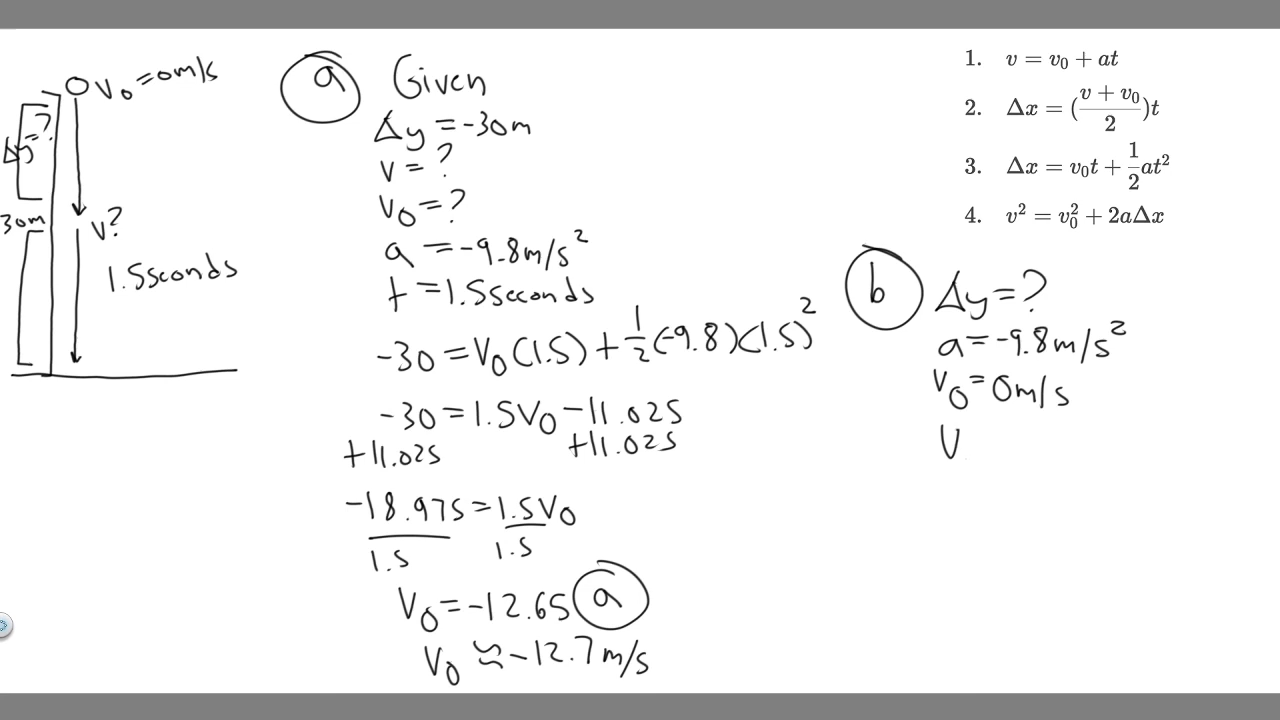 V₀ = 0m/s
Δy = ?
30m
V?
1.5seconds
a
Given
Δy = -30m
V = ?
V₀ = ?
a = -9.8m/s²
t = 1.5seconds
-30 = V₀(1.5) + 1/2(-9.8)(1.5)²
-30 = 1.5V₀ - 11.025
+11.025 +11.025
-18.975 = 1.5V₀
1.5 1.5
V₀ = -12.65 a
V₀ ≈ -12.7m/s
1. v = v₀ + at
2. Δx = ((v + v₀)/2)t
3. Δx = v₀t + 1/2at²
4. v² = v₀² + 2aΔx
b
Δy = ?
a = -9.8m/s²
V₀ = 0m/s
V